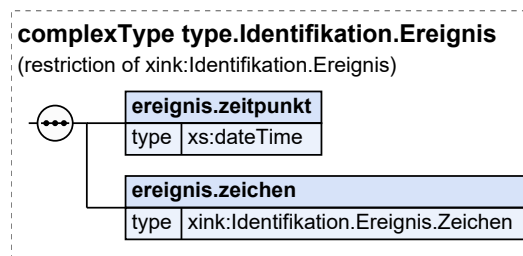 complexType type.Identifikation.Ereignis
(restriction of xink:Identifikation.Ereignis)
ereignis.zeitpunkt
type xs:dateTime
ereignis.zeichen
type xink:Identifikation.Ereignis.Zeichen